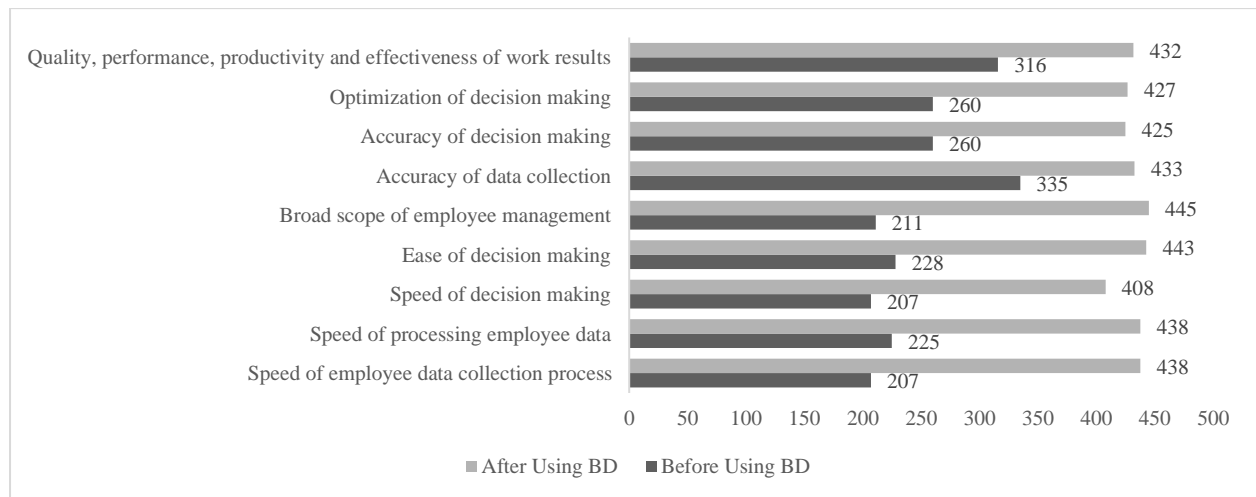 Quality, performance, productivity and effectiveness of work results
432
316
Optimization of decision making
427
260
Accuracy of decision making
425
260
Accuracy of data collection
433
335
Broad scope of employee management
445
211
Ease of decision making
443
228
Speed of decision making
408
207
Speed of processing employee data
438
225
Speed of employee data collection process
438
207
0 50 100 150 200 250 300 350 400 450 500
After Using BD Before Using BD